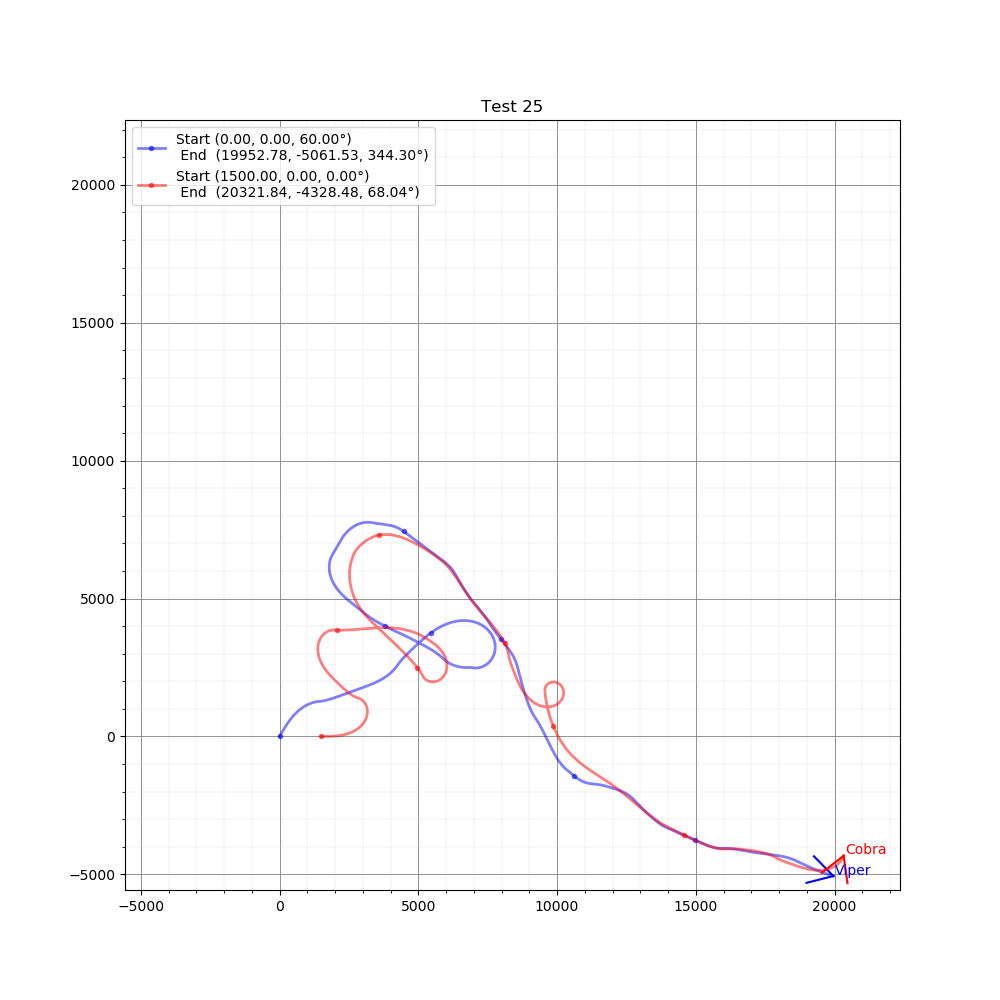 Test 25
Start (0.00, 0.00, 60.00°)
End (19952.78, -5061.53, 344.30°)
Start (1500.00, 0.00, 0.00°)
End (20321.84, -4328.48, 68.04°)
20000
15000
10000
5000
0
−5000
Cobra
Viper
−5000 0 5000 10000 15000 20000